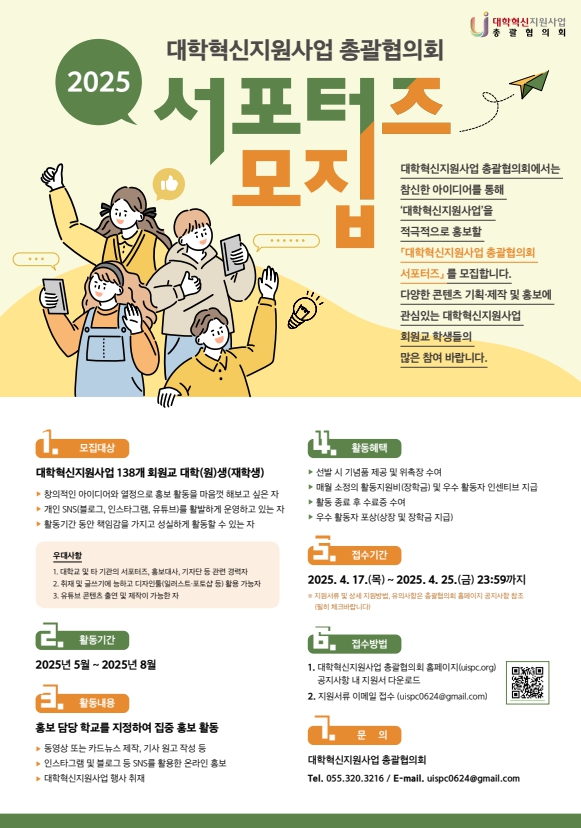 대학혁신지원사업
총괄협의회
대학혁신지원사업 총괄협의회
2025
서포터즈
모집
대학혁신지원사업 총괄협의회에서는
참신한 아이디어를 통해
'대학혁신지원사업'을
적극적으로 홍보할
「대학혁신지원사업 총괄협의회
서포터즈」를 모집합니다.
다양한 콘텐츠 기획·제작 및 홍보에
관심있는 대학혁신지원사업
회원교 학생들의
많은 참여 바랍니다.
1. 모집대상
대학혁신지원사업 138개 회원교 대학(원)생(재학생)
▶ 창의적인 아이디어와 열정으로 홍보 활동을 마음껏 해보고 싶은 자
▶ 개인 SNS(블로그, 인스타그램, 유튜브)를 활발하게 운영하고 있는 자
▶ 활동기간 동안 책임감을 가지고 성실하게 활동할 수 있는 자
우대사항
1. 대학교 및 타 기관의 서포터즈, 홍보대사, 기자단 등 관련 경력자
2. 취재 및 글쓰기에 능하고 디자인툴(일러스트·포토샵 등) 활용 가능자
3. 유튜브 콘텐츠 출연 및 제작이 가능한 자
2. 활동기간
2025년 5월 ~ 2025년 8월
3. 활동내용
홍보 담당 학교를 지정하여 집중 홍보 활동
▶ 동영상 또는 카드뉴스 제작, 기사 원고 작성 등
▶ 인스타그램 및 블로그 등 SNS를 활용한 온라인 홍보
▶ 대학혁신지원사업 행사 취재
4. 활동혜택
▶ 선발 시 기념품 제공 및 위촉장 수여
▶ 매월 소정의 활동지원비(장학금) 및 우수 활동자 인센티브 지급
▶ 활동 종료 후 수료증 수여
▶ 우수 활동자 포상(상장 및 장학금 지급)
5. 접수기간
2025. 4. 17.(목) ~ 2025. 4. 25.(금) 23:59까지
※ 지원서류 및 상세 지원방법, 유의사항은 총괄협의회 홈페이지 공지사항 참조
(필히 체크바랍니다)
6. 접수방법
1. 대학혁신지원사업 총괄협의회 홈페이지(uispc.org)
공지사항 내 지원서 다운로드
2. 지원서류 이메일 접수 (uispc0624@gmail.com)
7. 문 의
대학혁신지원사업 총괄협의회
Tel. 055.320.3216 / E-mail. uispc0624@gmail.com